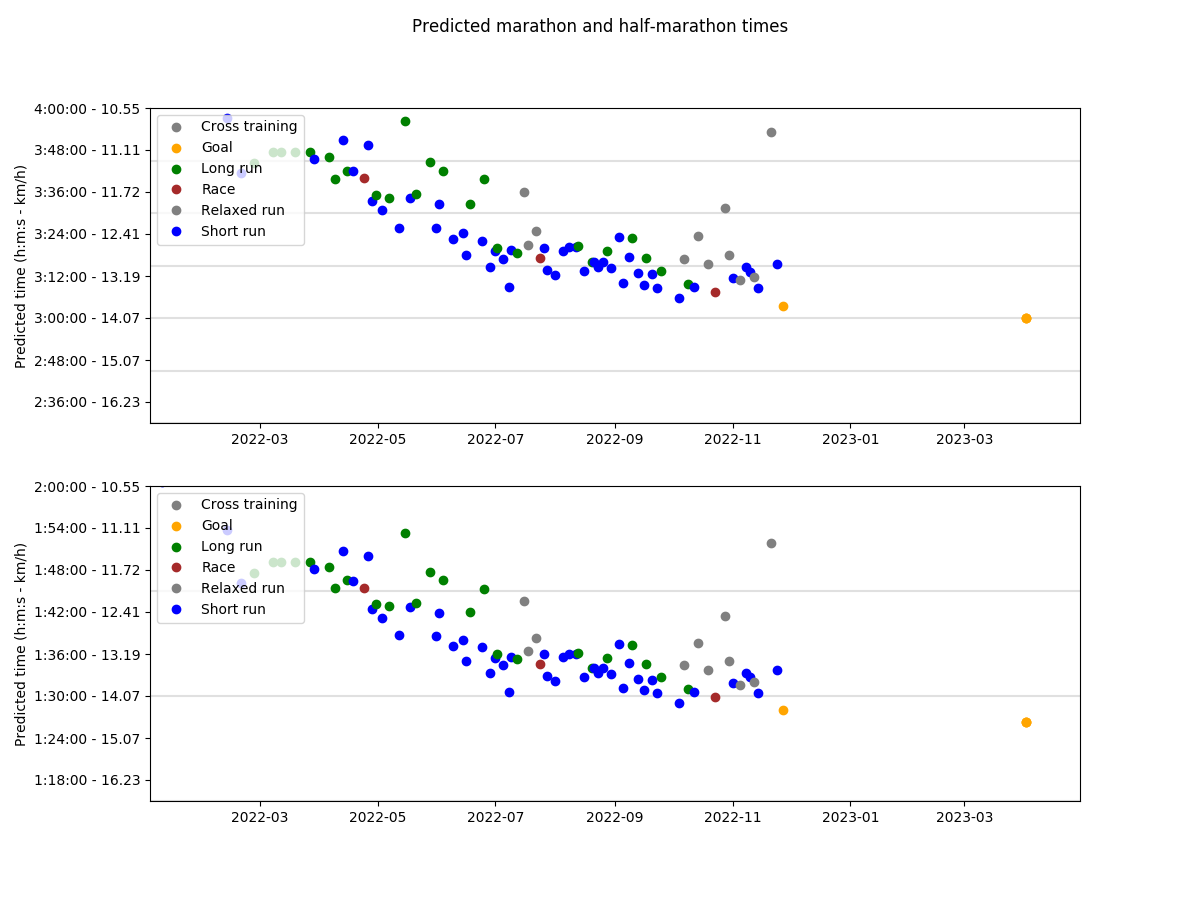 Predicted marathon and half-marathon times
Predicted time (h:m:s - km/h)
4:00:00 - 10.55
3:48:00 - 11.11
3:36:00 - 11.72
3:24:00 - 12.41
3:12:00 - 13.19
3:00:00 - 14.07
2:48:00 - 15.07
2:36:00 - 16.23
Cross training
Goal
Long run
Race
Relaxed run
Short run
2022-03 2022-05 2022-07 2022-09 2022-11 2023-01 2023-03
Predicted time (h:m:s - km/h)
2:00:00 - 10.55
1:54:00 - 11.11
1:48:00 - 11.72
1:42:00 - 12.41
1:36:00 - 13.19
1:30:00 - 14.07
1:24:00 - 15.07
1:18:00 - 16.23
Cross training
Goal
Long run
Race
Relaxed run
Short run
2022-03 2022-05 2022-07 2022-09 2022-11 2023-01 2023-03